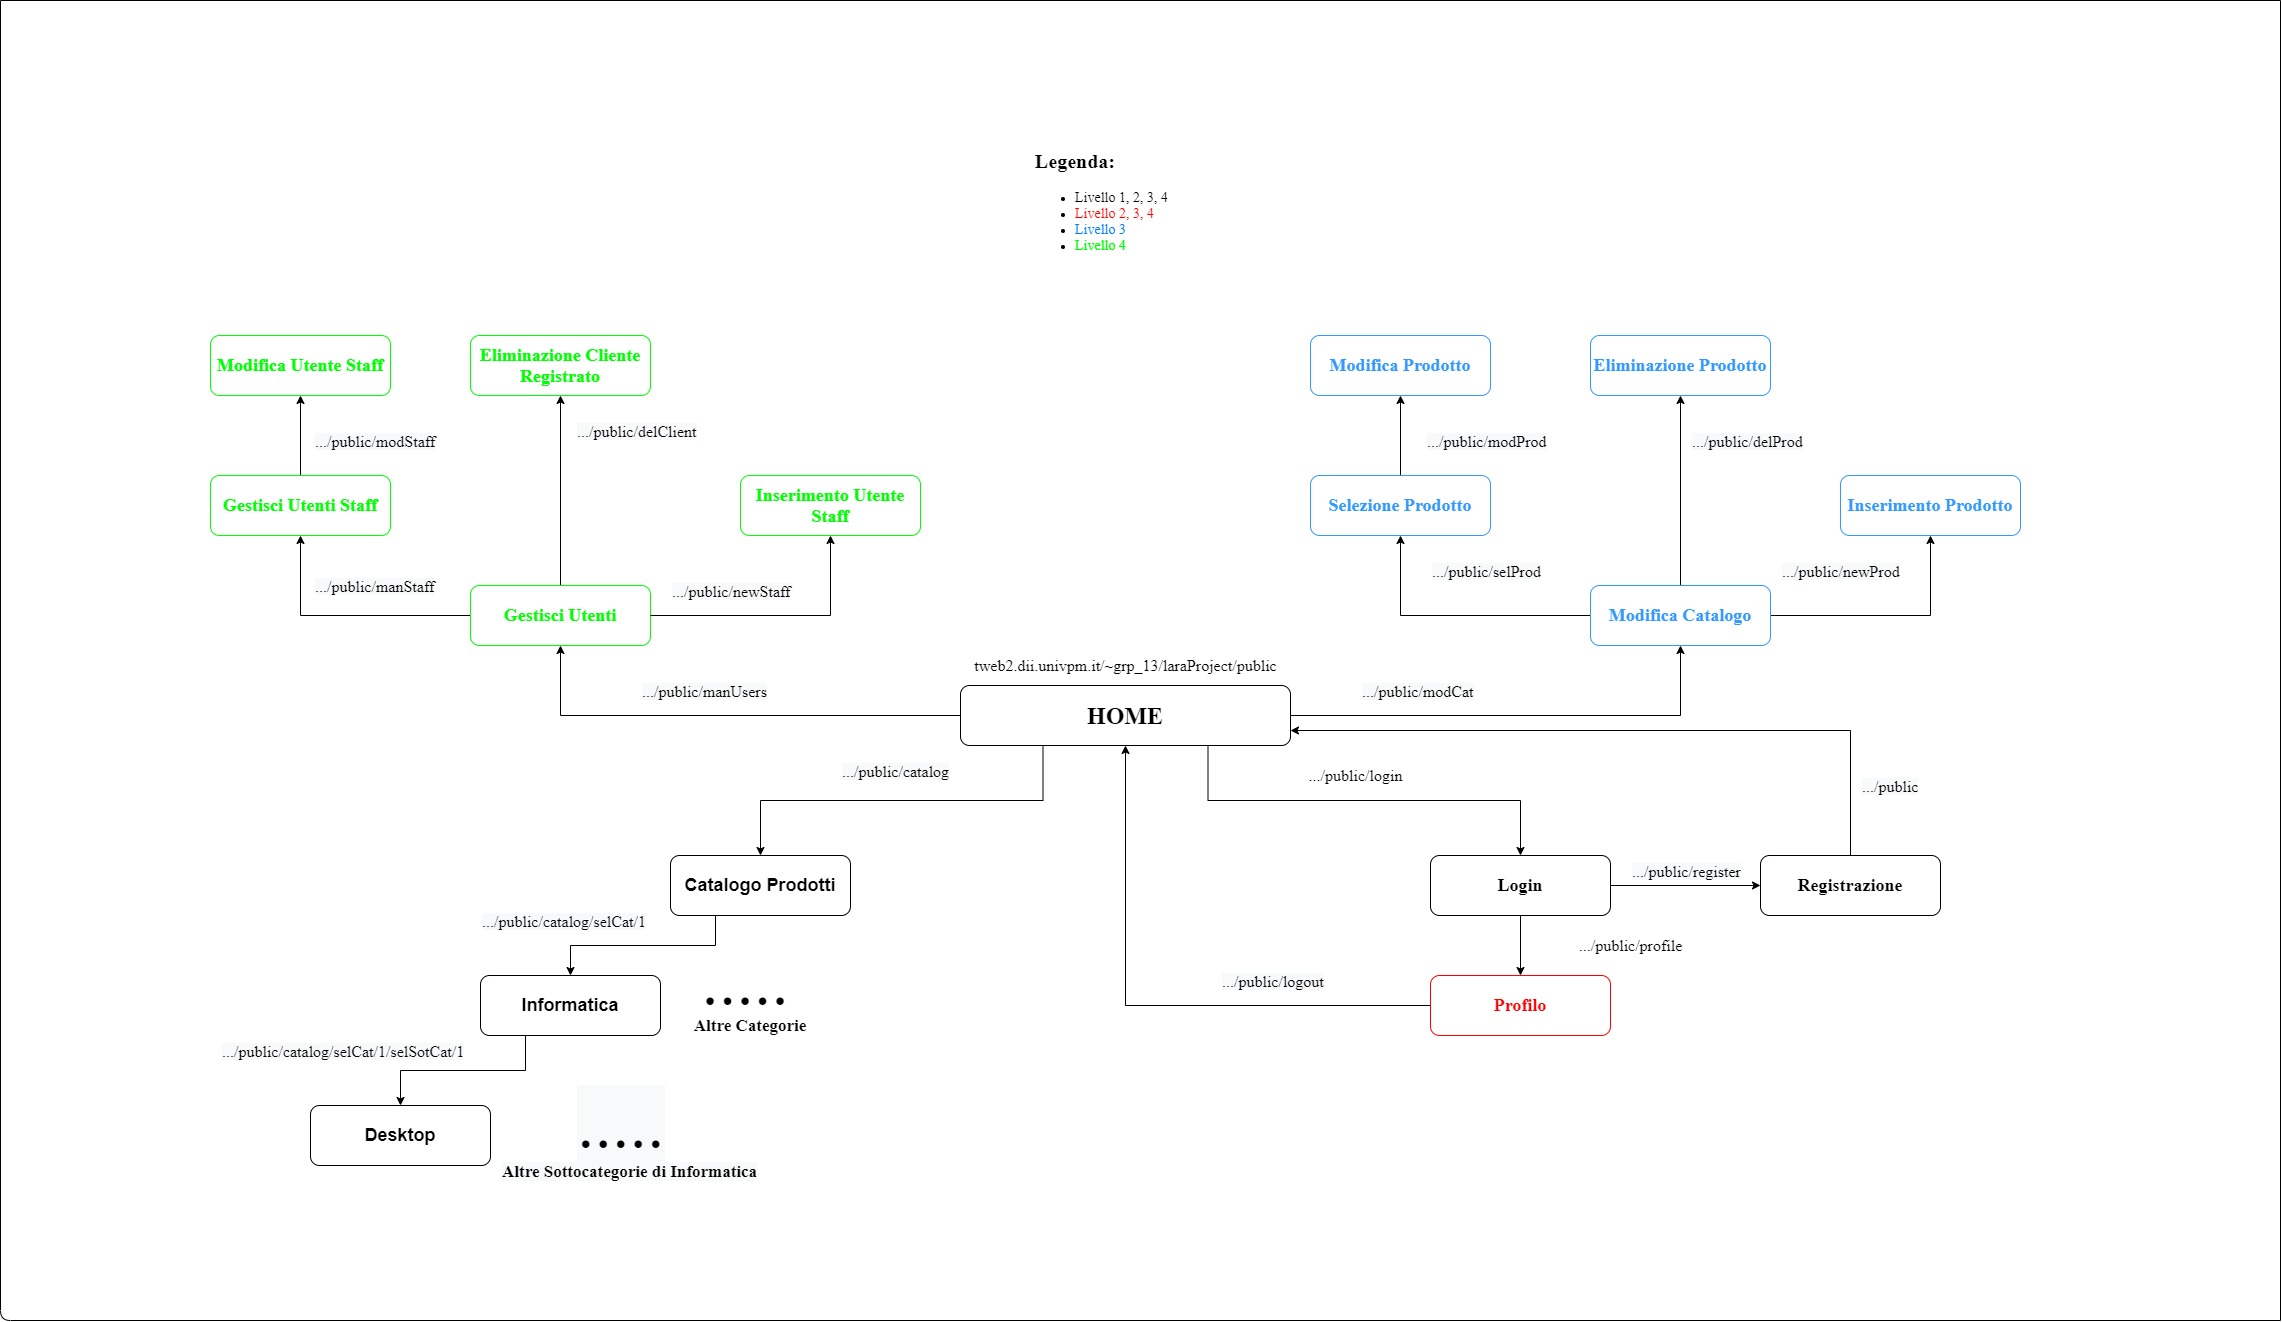 Legenda:
Livello 1, 2, 3, 4
Livello 2, 3, 4
Livello 3
Livello 4
Modifica Utente Staff
Eliminazione Cliente
Registrato
Modifica Prodotto
Eliminazione Prodotto
.../public/modStaff
.../public/delClient
.../public/modProd
.../public/delProd
Gestisci Utenti Staff
Inserimento Utente
Staff
Selezione Prodotto
Inserimento Prodotto
.../public/manStaff
.../public/newStaff
.../public/selProd
.../public/newProd
Gestisci Utenti
Modifica Catalogo
tweb2.dii.univpm.it/~grp_13/laraProject/public
.../public/manUsers
.../public/modCat
HOME
.../public/catalog
.../public/login
.../public
Catalogo Prodotti
Login
.../public/register
Registrazione
.../public/catalog/selCat/1
.../public/profile
Informatica
• • • • •
Altre Categorie
.../public/logout
Profilo
.../public/catalog/selCat/1/selSotCat/1
Desktop
• • • • •
Altre Sottocategorie di Informatica